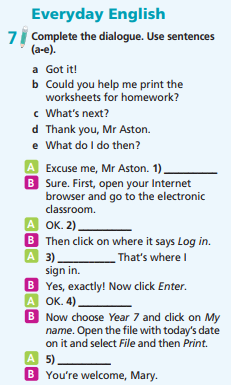 Everyday English
7 Complete the dialogue. Use sentences
(a-e).
a Got it!
b Could you help me print the
worksheets for homework?
c What's next?
d Thank you, Mr Aston.
e What do I do then?
A Excuse me, Mr Aston. 1) __________
B Sure. First, open your Internet
browser and go to the electronic
classroom.
A OK. 2) __________
B Then click on where it says Log in.
A 3) __________ That's where I
sign in.
B Yes, exactly! Now click Enter.
A OK. 4) __________
B Now choose Year 7 and click on My
name. Open the file with today's date
on it and select File and then Print.
A 5) __________
B You're welcome, Mary.